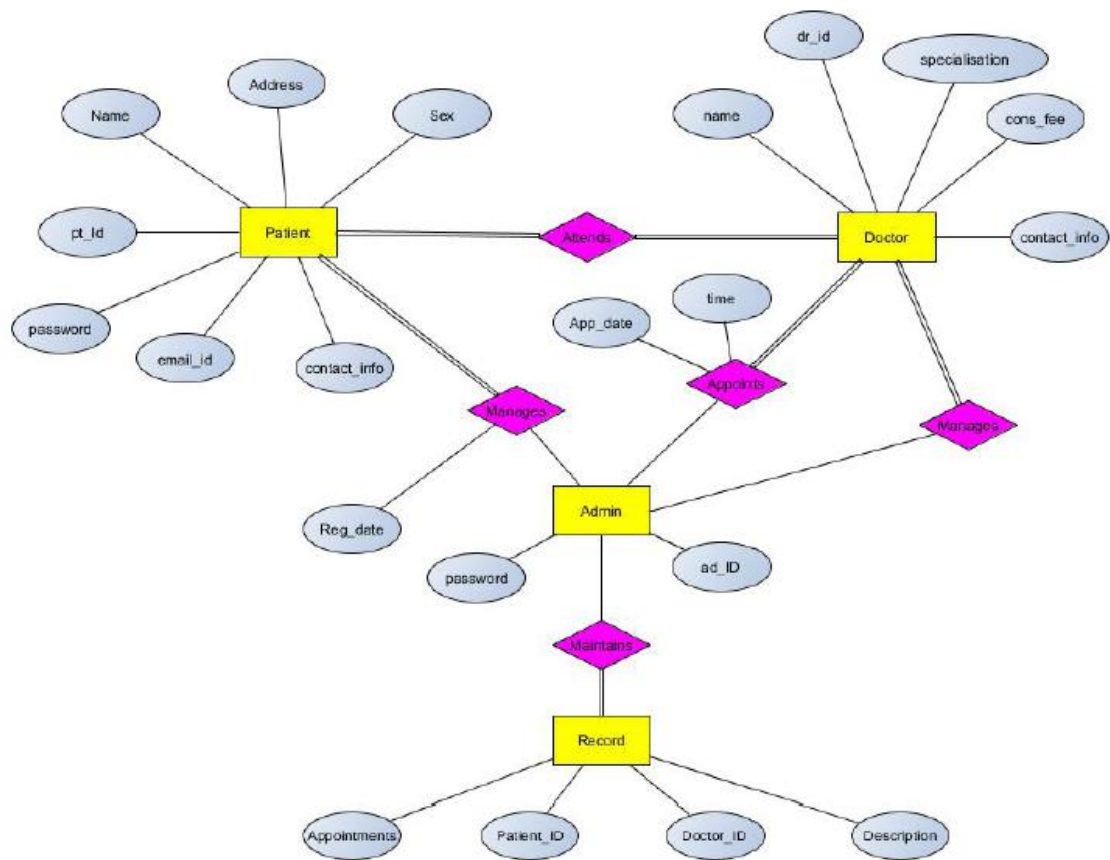 dr_id
specialisation
Address
Name
Sex
name
cons_fee
pt_Id
Patient
Attends
Doctor
contact_info
time
App_date
password
email_id
contact_info
Appoints
Manages
Manages
Admin
Reg_date
password
ad_ID
Maintains
Record
Appointments
Patient_ID
Doctor_ID
Description